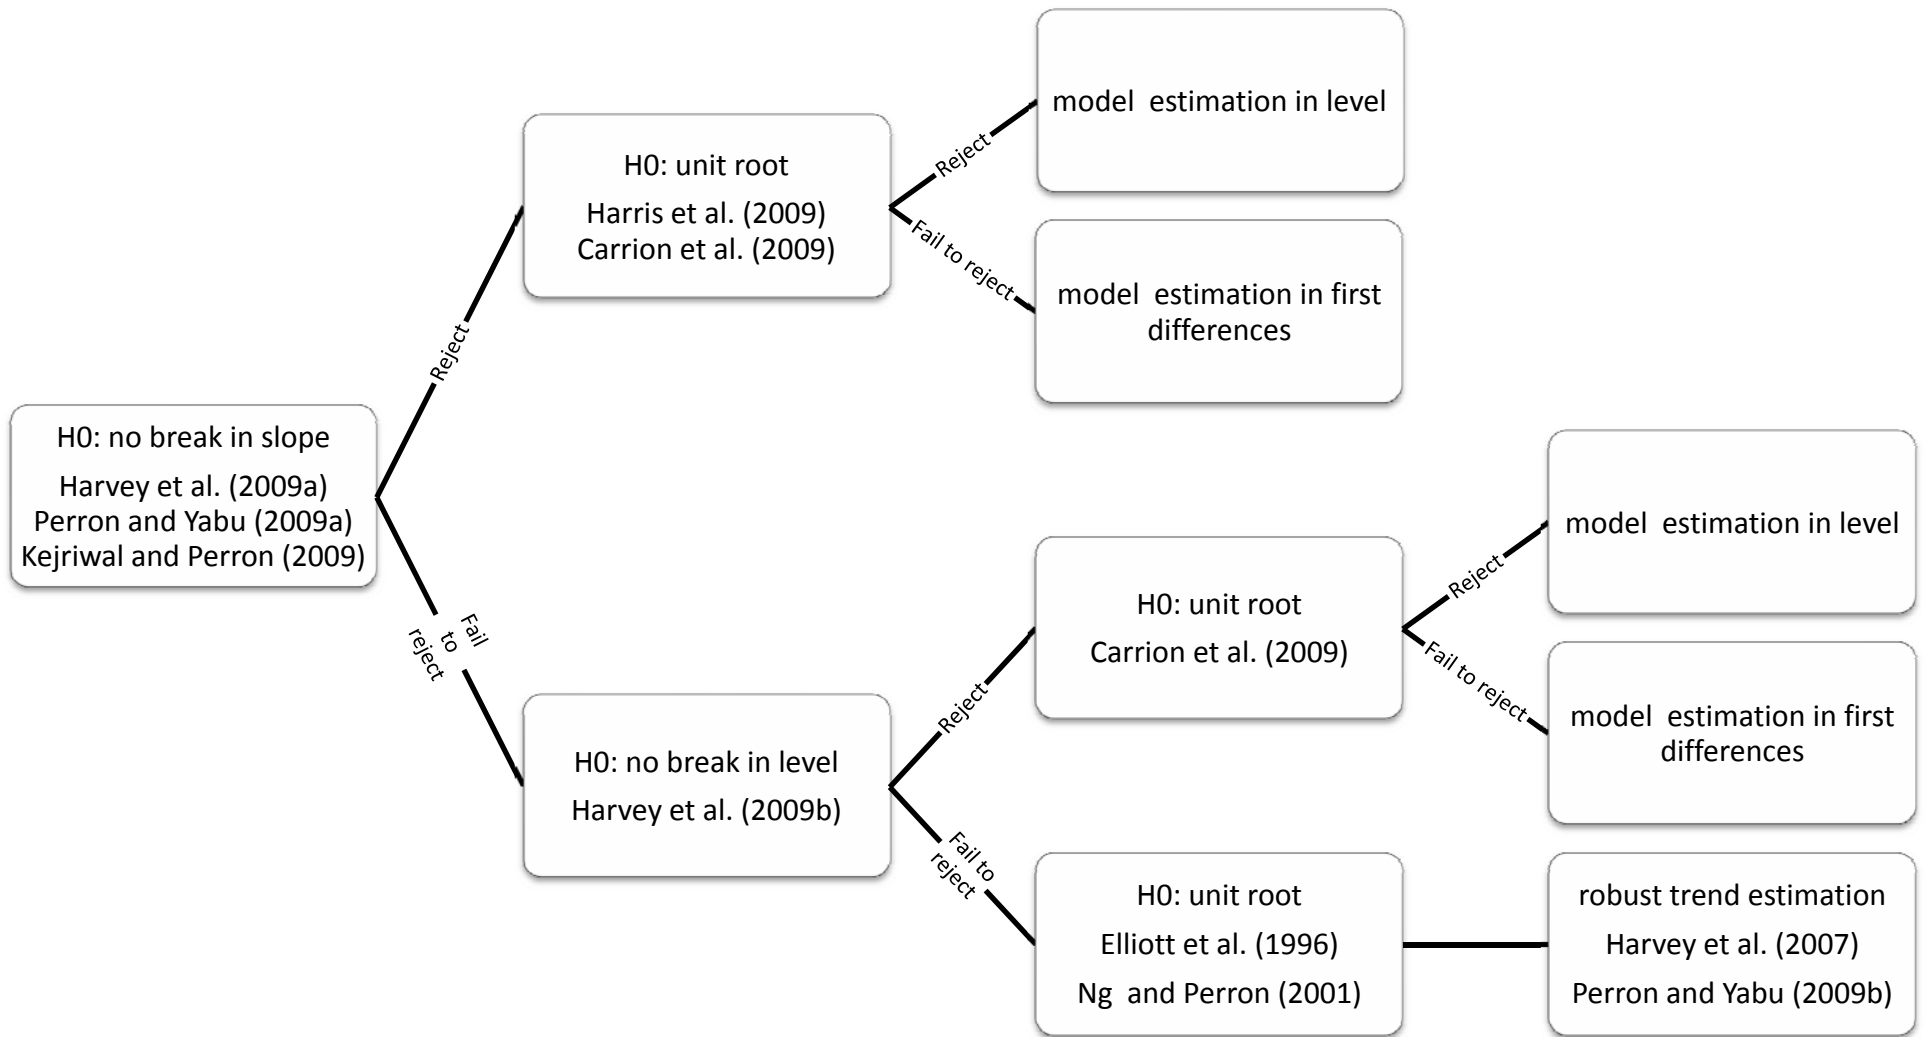 H0: no break in slope
Harvey et al. (2009a)
Perron and Yabu (2009a)
Kejriwal and Perron (2009)
Reject
Fail
to
reject
H0: unit root
Harris et al. (2009)
Carrion et al. (2009)
Reject
Fail to reject
model estimation in level
model estimation in first
differences
H0: no break in level
Harvey et al. (2009b)
Reject
Fail to
reject
H0: unit root
Carrion et al. (2009)
Reject
Fail to reject
model estimation in level
model estimation in first
differences
H0: unit root
Elliott et al. (1996)
Ng and Perron (2001)
robust trend estimation
Harvey et al. (2007)
Perron and Yabu (2009b)